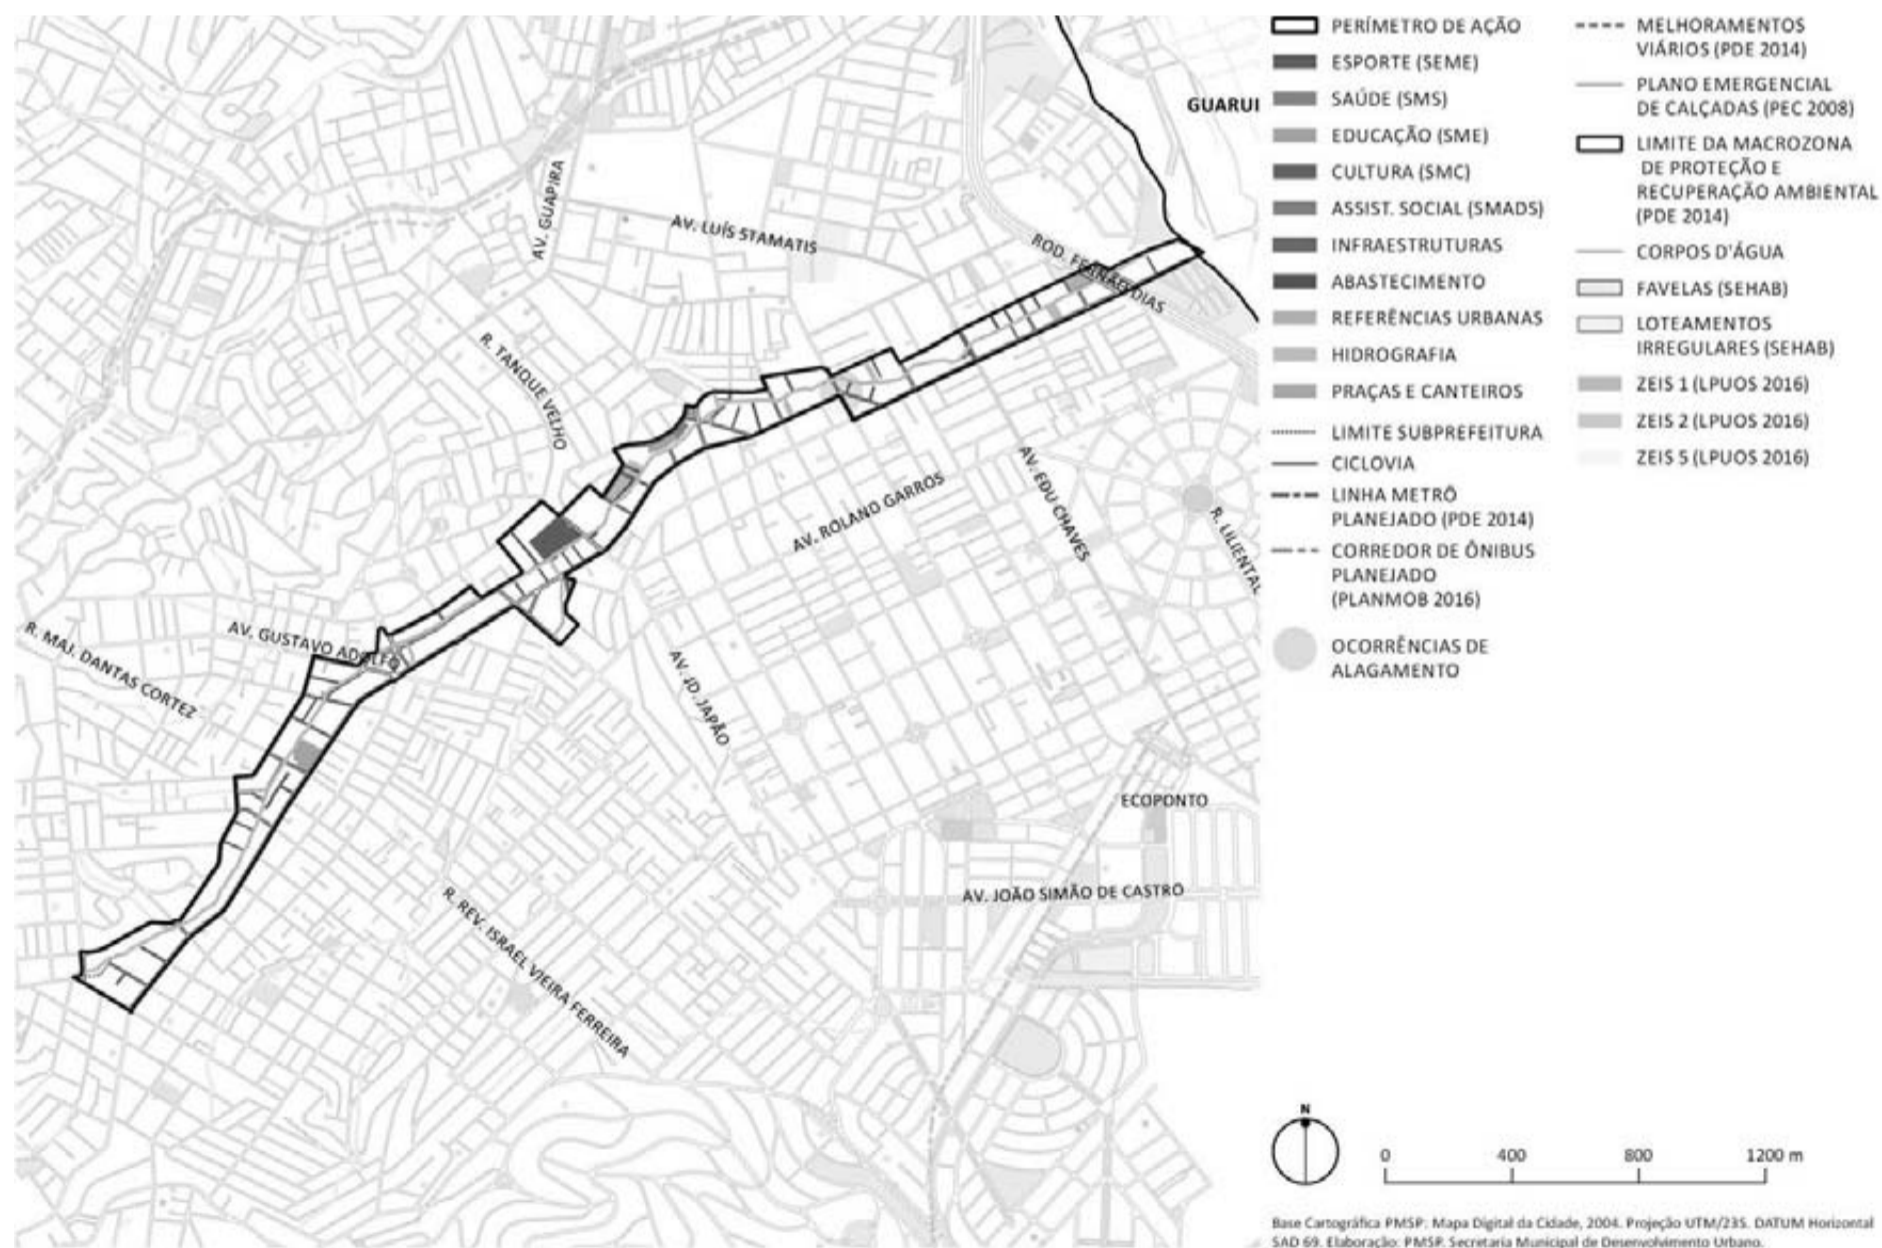 GUARUI
AV. GUAPIRA
AV. LUÍS STAMATIS
ROD. FERNÃO DIAS
R. TANQUE VELHO
AV. ROLAND GARROS
AV. EDU CHAVES
R. LILIENTAL
AV. GUSTAVO ADOLFO
R. MAJ. DANTAS CORTEZ
AV. JD. JAPÃO
ECOPONTO
AV. JOÃO SIMÃO DE CASTRO
R. REV. ISRAEL VIEIRA FERREIRA
PERÍMETRO DE AÇÃO
ESPORTE (SEME)
SAÚDE (SMS)
EDUCAÇÃO (SME)
CULTURA (SMC)
ASSIST. SOCIAL (SMADS)
INFRAESTRUTURAS
ABASTECIMENTO
REFERÊNCIAS URBANAS
HIDROGRAFIA
PRAÇAS E CANTEIROS
LIMITE SUBPREFEITURA
CICLOVIA
LINHA METRÔ
PLANEJADO (PDE 2014)
CORREDOR DE ÔNIBUS
PLANEJADO
(PLANMOB 2016)
OCORRÊNCIAS DE
ALAGAMENTO
MELHORAMENTOS
VIÁRIOS (PDE 2014)
PLANO EMERGENCIAL
DE CALÇADAS (PEC 2008)
LIMITE DA MACROZONA
DE PROTEÇÃO E
RECUPERAÇÃO AMBIENTAL
(PDE 2014)
CORPOS D'ÁGUA
FAVELAS (SEHAB)
LOTEAMENTOS
IRREGULARES (SEHAB)
ZEIS 1 (LPUOS 2016)
ZEIS 2 (LPUOS 2016)
ZEIS 5 (LPUOS 2016)
N
0 400 800 1200 m
Base Cartográfica PMSP: Mapa Digital da Cidade, 2004. Projeção UTM/23S. DATUM Horizontal
SAD 69. Elaboração: PMSP. Secretaria Municipal de Desenvolvimento Urbano.